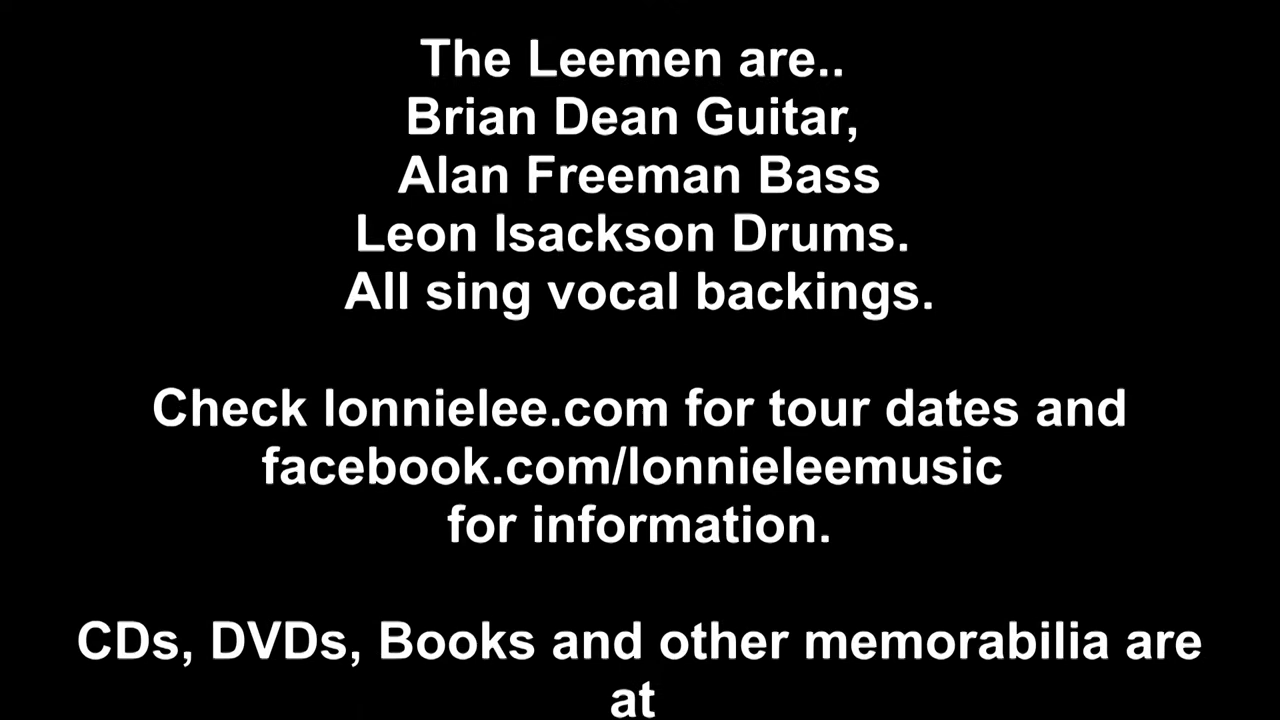 The Leemen are..
Brian Dean Guitar,
Alan Freeman Bass
Leon Isackson Drums.
All sing vocal backings.
Check lonnielee.com for tour dates and
facebook.com/lonnieleemusic
for information.
CDs, DVDs, Books and other memorabilia are
at